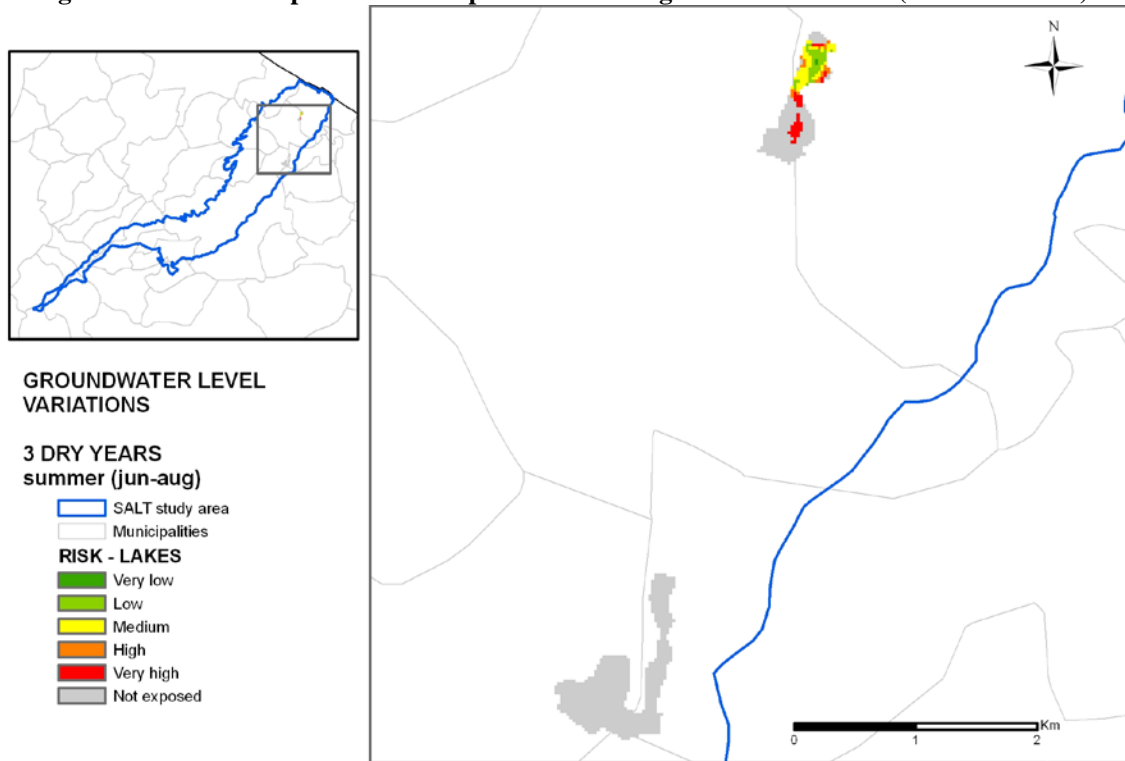 N
GROUNDWATER LEVEL
VARIATIONS
3 DRY YEARS
summer (jun-aug)
SALT study area
Municipalities
RISK - LAKES
Very low
Low
Medium
High
Very high
Not exposed
Km
0 1 2